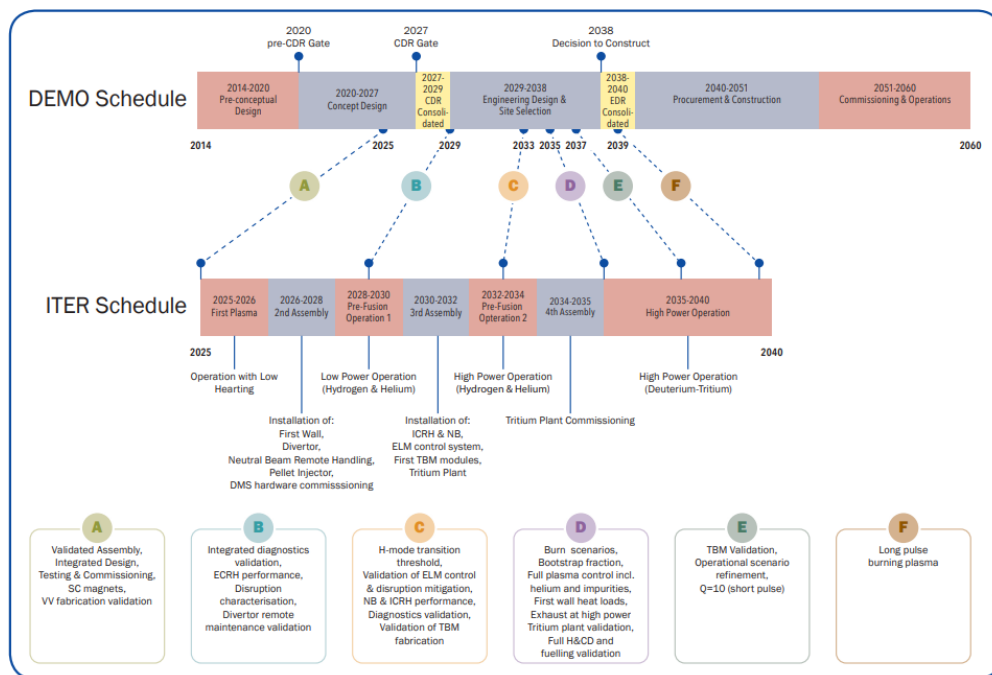 2020
pre-CDR Gate
2027
CDR Gate
2038
Decision to Construct
DEMO Schedule
2014-2020
Pre-conceptual
Design
2020-2027
Concept Design
2027-
2029
CDR
Consoli-
dated
2029-2038
Engineering Design &
Site Selection
2038-
2040
EDR
Consoli-
dated
2040-2051
Procurement & Construction
2051-2060
Commissioning & Operations
2014
2025
2029
2033
2035
2037
2039
2060
A
B
C
D
E
F
ITER Schedule
2025-2026
First Plasma
2026-2028
2nd Assembly
2028-2030
Pre-Fusion
Operation 1
2030-2032
3rd Assembly
2032-2034
Pre-Fusion
Opteration 2
2034-2035
4th Assembly
2035-2040
High Power Operation
2025
2040
Operation with Low
Hearting
Low Power Operation
(Hydrogen & Helium)
High Power Operation
(Hydrogen & Helium)
High Power Operation
(Deuterium-Tritium)
Installation of:
First Wall,
Divertor,
Neutral Beam Remote Handling,
Pellet Injector,
DMS hardware commisssioning
Installation of:
ICRH & NB,
ELM control system,
First TBM modules,
Tritium Plant
Tritium Plant Commissioning
A
Validated Assembly,
Integrated Design,
Testing & Commissioning,
SC magnets,
VV fabrication validation
B
Integrated diagnostics
validation,
ECRH performance,
Disruption
characterisation,
Divertor remote
maintenance validation
C
H-mode transition
threshold,
Validation of ELM control
& disruption mitigation,
NB & ICRH performance,
Diagnostics validation,
Validation of TBM
fabrication
D
Burn scenarios,
Bootstrap fraction,
Full plasma control incl.
helium and impurities,
First wall heat loads,
Exhaust at high power
Tritium plant validation,
Full H&CD and
fuelling validation
E
TBM Validation,
Operational scenario
refinement,
Q=10 (short pulse)
F
Long pulse
burning plasma